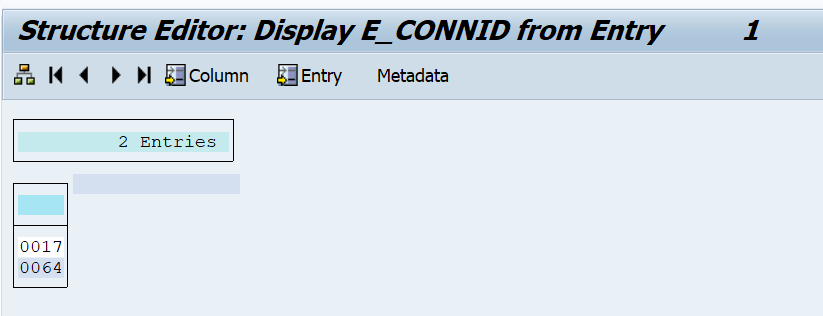 Structure Editor: Display E_CONNID from Entry 1
Column Entry Metadata
2 Entries
0017
0064